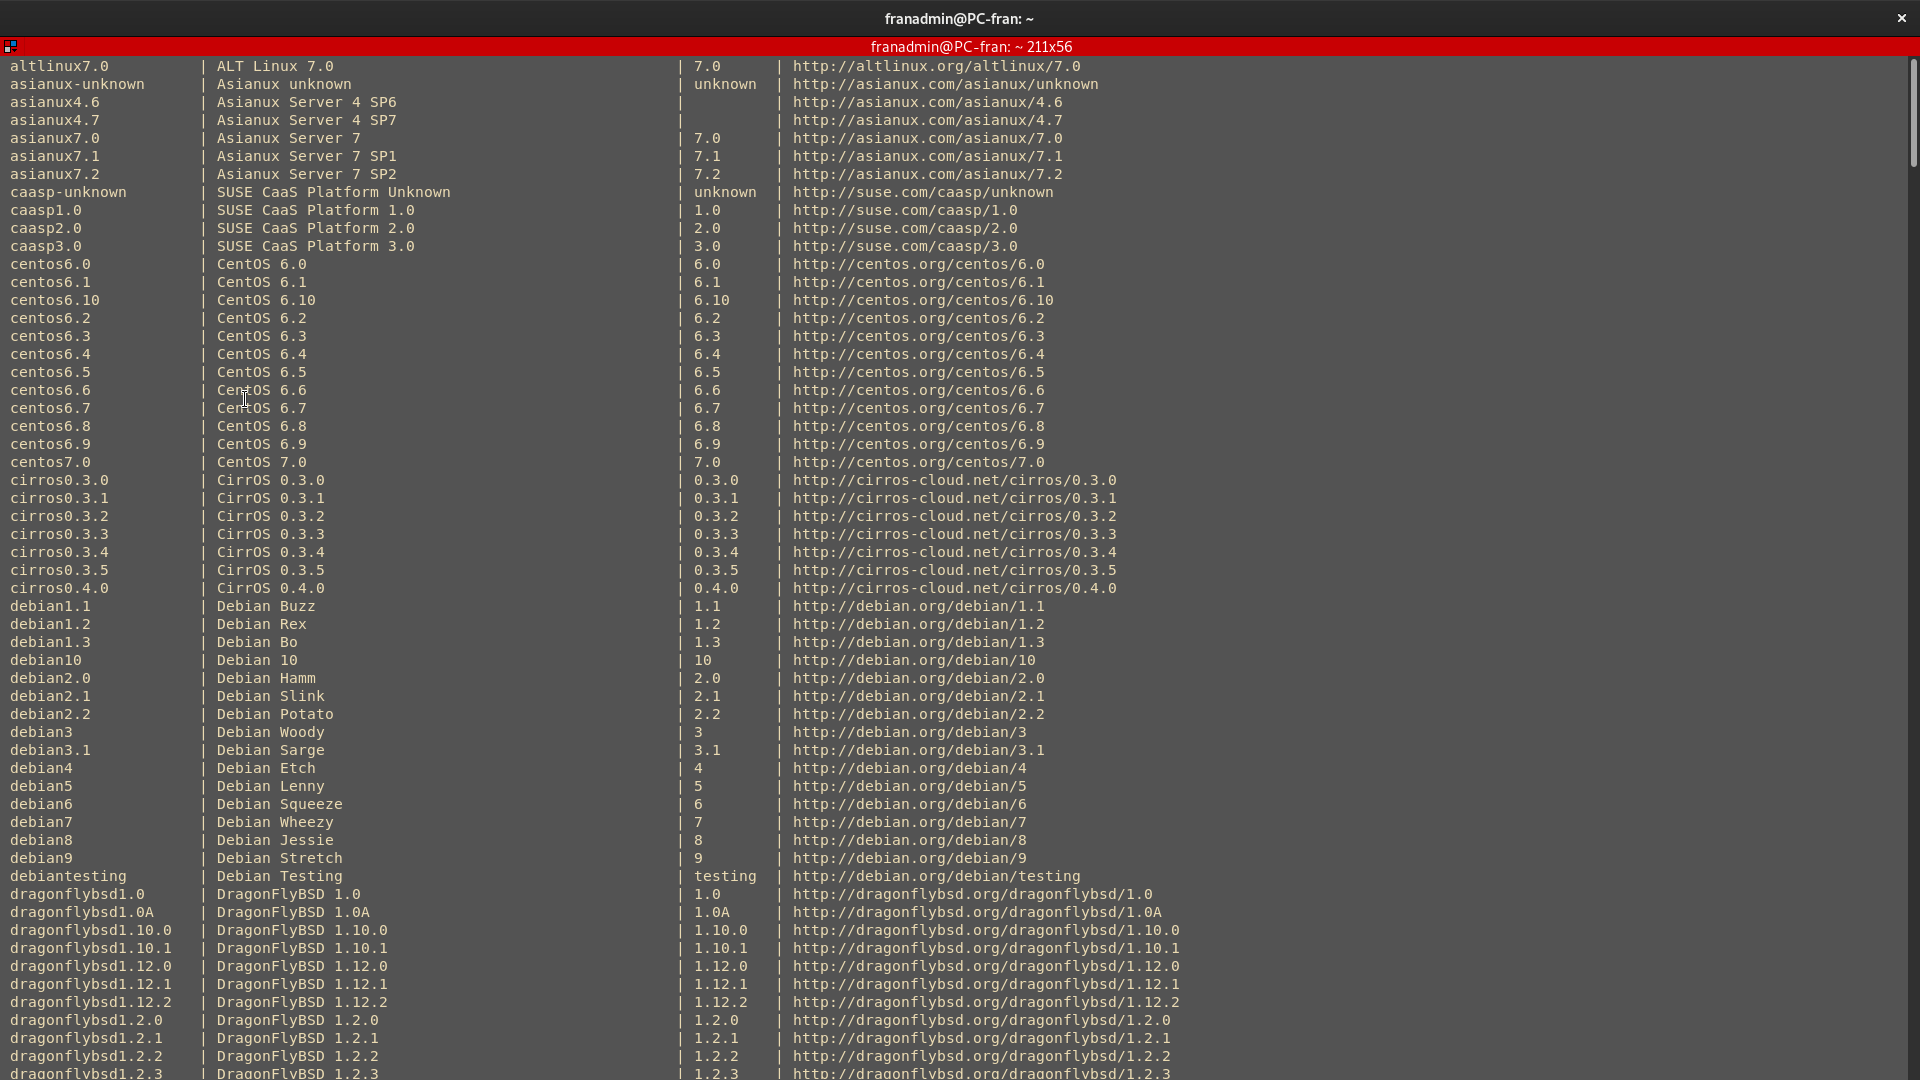 franadmin@PC-fran: ~
franadmin@PC-fran: ~ 211x56
altlinux7.0 | ALT Linux 7.0 | 7.0 | http://altlinux.org/altlinux/7.0
asianux-unknown | Asianux unknown | unknown | http://asianux.com/asianux/unknown
asianux4.6 | Asianux Server 4 SP6 | | http://asianux.com/asianux/4.6
asianux4.7 | Asianux Server 4 SP7 | | http://asianux.com/asianux/4.7
asianux7.0 | Asianux Server 7 | 7.0 | http://asianux.com/asianux/7.0
asianux7.1 | Asianux Server 7 SP1 | 7.1 | http://asianux.com/asianux/7.1
asianux7.2 | Asianux Server 7 SP2 | 7.2 | http://asianux.com/asianux/7.2
caasp-unknown | SUSE CaaS Platform Unknown | unknown | http://suse.com/caasp/unknown
caasp1.0 | SUSE CaaS Platform 1.0 | 1.0 | http://suse.com/caasp/1.0
caasp2.0 | SUSE CaaS Platform 2.0 | 2.0 | http://suse.com/caasp/2.0
caasp3.0 | SUSE CaaS Platform 3.0 | 3.0 | http://suse.com/caasp/3.0
centos6.0 | CentOS 6.0 | 6.0 | http://centos.org/centos/6.0
centos6.1 | CentOS 6.1 | 6.1 | http://centos.org/centos/6.1
centos6.10 | CentOS 6.10 | 6.10 | http://centos.org/centos/6.10
centos6.2 | CentOS 6.2 | 6.2 | http://centos.org/centos/6.2
centos6.3 | CentOS 6.3 | 6.3 | http://centos.org/centos/6.3
centos6.4 | CentOS 6.4 | 6.4 | http://centos.org/centos/6.4
centos6.5 | CentOS 6.5 | 6.5 | http://centos.org/centos/6.5
centos6.6 | CentOS 6.6 | 6.6 | http://centos.org/centos/6.6
centos6.7 | CentOS 6.7 | 6.7 | http://centos.org/centos/6.7
centos6.8 | CentOS 6.8 | 6.8 | http://centos.org/centos/6.8
centos6.9 | CentOS 6.9 | 6.9 | http://centos.org/centos/6.9
centos7.0 | CentOS 7.0 | 7.0 | http://centos.org/centos/7.0
cirros0.3.0 | CirrOS 0.3.0 | 0.3.0 | http://cirros-cloud.net/cirros/0.3.0
cirros0.3.1 | CirrOS 0.3.1 | 0.3.1 | http://cirros-cloud.net/cirros/0.3.1
cirros0.3.2 | CirrOS 0.3.2 | 0.3.2 | http://cirros-cloud.net/cirros/0.3.2
cirros0.3.3 | CirrOS 0.3.3 | 0.3.3 | http://cirros-cloud.net/cirros/0.3.3
cirros0.3.4 | CirrOS 0.3.4 | 0.3.4 | http://cirros-cloud.net/cirros/0.3.4
cirros0.3.5 | CirrOS 0.3.5 | 0.3.5 | http://cirros-cloud.net/cirros/0.3.5
cirros0.4.0 | CirrOS 0.4.0 | 0.4.0 | http://cirros-cloud.net/cirros/0.4.0
debian1.1 | Debian Buzz | 1.1 | http://debian.org/debian/1.1
debian1.2 | Debian Rex | 1.2 | http://debian.org/debian/1.2
debian1.3 | Debian Bo | 1.3 | http://debian.org/debian/1.3
debian10 | Debian 10 | 10 | http://debian.org/debian/10
debian2.0 | Debian Hamm | 2.0 | http://debian.org/debian/2.0
debian2.1 | Debian Slink | 2.1 | http://debian.org/debian/2.1
debian2.2 | Debian Potato | 2.2 | http://debian.org/debian/2.2
debian3 | Debian Woody | 3 | http://debian.org/debian/3
debian3.1 | Debian Sarge | 3.1 | http://debian.org/debian/3.1
debian4 | Debian Etch | 4 | http://debian.org/debian/4
debian5 | Debian Lenny | 5 | http://debian.org/debian/5
debian6 | Debian Squeeze | 6 | http://debian.org/debian/6
debian7 | Debian Wheezy | 7 | http://debian.org/debian/7
debian8 | Debian Jessie | 8 | http://debian.org/debian/8
debian9 | Debian Stretch | 9 | http://debian.org/debian/9
debiantesting | Debian Testing | testing | http://debian.org/debian/testing
dragonflybsd1.0 | DragonFlyBSD 1.0 | 1.0 | http://dragonflybsd.org/dragonflybsd/1.0
dragonflybsd1.0A | DragonFlyBSD 1.0A | 1.0A | http://dragonflybsd.org/dragonflybsd/1.0A
dragonflybsd1.10.0 | DragonFlyBSD 1.10.0 | 1.10.0 | http://dragonflybsd.org/dragonflybsd/1.10.0
dragonflybsd1.10.1 | DragonFlyBSD 1.10.1 | 1.10.1 | http://dragonflybsd.org/dragonflybsd/1.10.1
dragonflybsd1.12.0 | DragonFlyBSD 1.12.0 | 1.12.0 | http://dragonflybsd.org/dragonflybsd/1.12.0
dragonflybsd1.12.1 | DragonFlyBSD 1.12.1 | 1.12.1 | http://dragonflybsd.org/dragonflybsd/1.12.1
dragonflybsd1.12.2 | DragonFlyBSD 1.12.2 | 1.12.2 | http://dragonflybsd.org/dragonflybsd/1.12.2
dragonflybsd1.2.0 | DragonFlyBSD 1.2.0 | 1.2.0 | http://dragonflybsd.org/dragonflybsd/1.2.0
dragonflybsd1.2.1 | DragonFlyBSD 1.2.1 | 1.2.1 | http://dragonflybsd.org/dragonflybsd/1.2.1
dragonflybsd1.2.2 | DragonFlyBSD 1.2.2 | 1.2.2 | http://dragonflybsd.org/dragonflybsd/1.2.2
dragonflybsd1.2.3 | DragonFlyBSD 1.2.3 | 1.2.3 | http://dragonflybsd.org/dragonflybsd/1.2.3